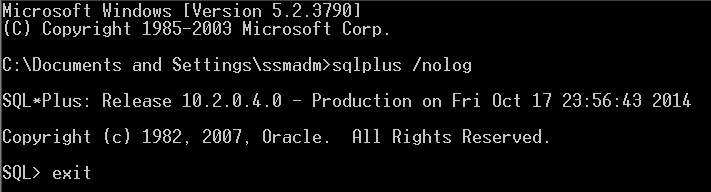 Microsoft Windows [Version 5.2.3790]
(C) Copyright 1985-2003 Microsoft Corp.
C:\Documents and Settings\ssmadm>sqlplus /nolog
SQL*Plus: Release 10.2.0.4.0 - Production on Fri Oct 17 23:56:43 2014
Copyright (c) 1982, 2007, Oracle.  All Rights Reserved.
SQL> exit